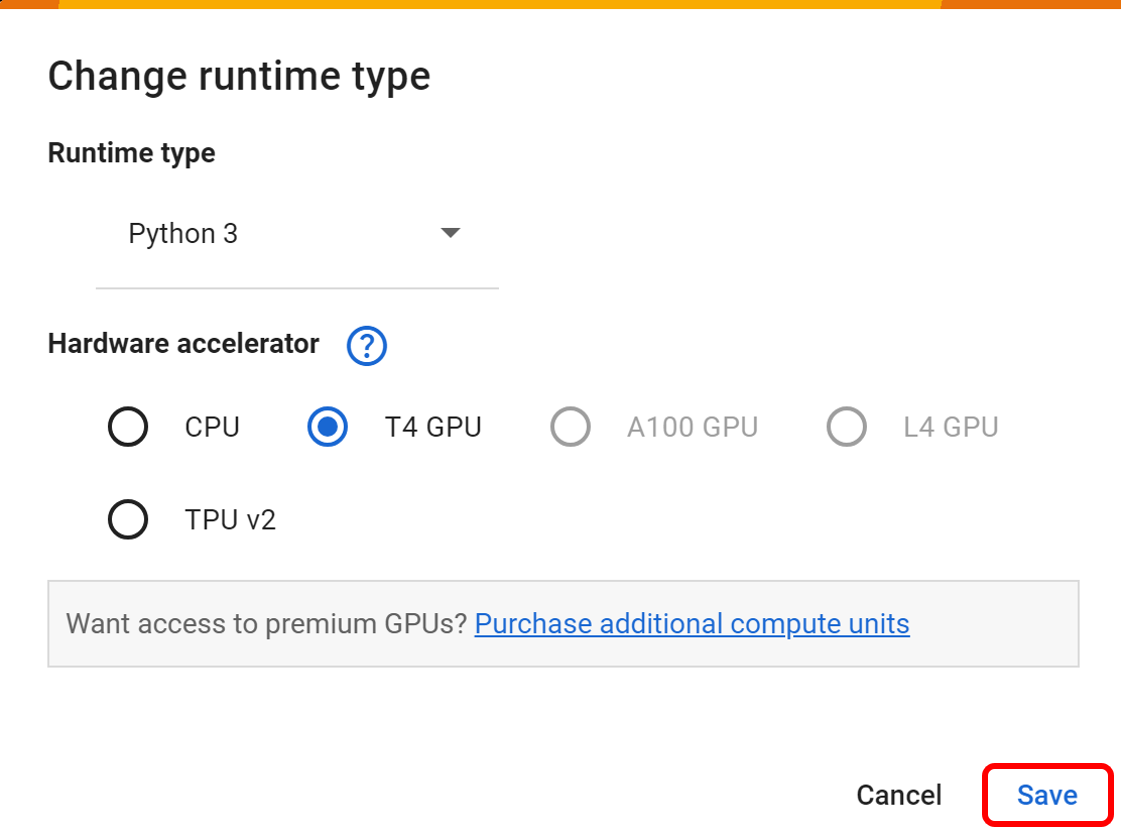 Change runtime type
Runtime type
Python 3
Hardware accelerator ?
CPU T4 GPU A100 GPU L4 GPU
TPU v2
Want access to premium GPUs? Purchase additional compute units
Cancel Save